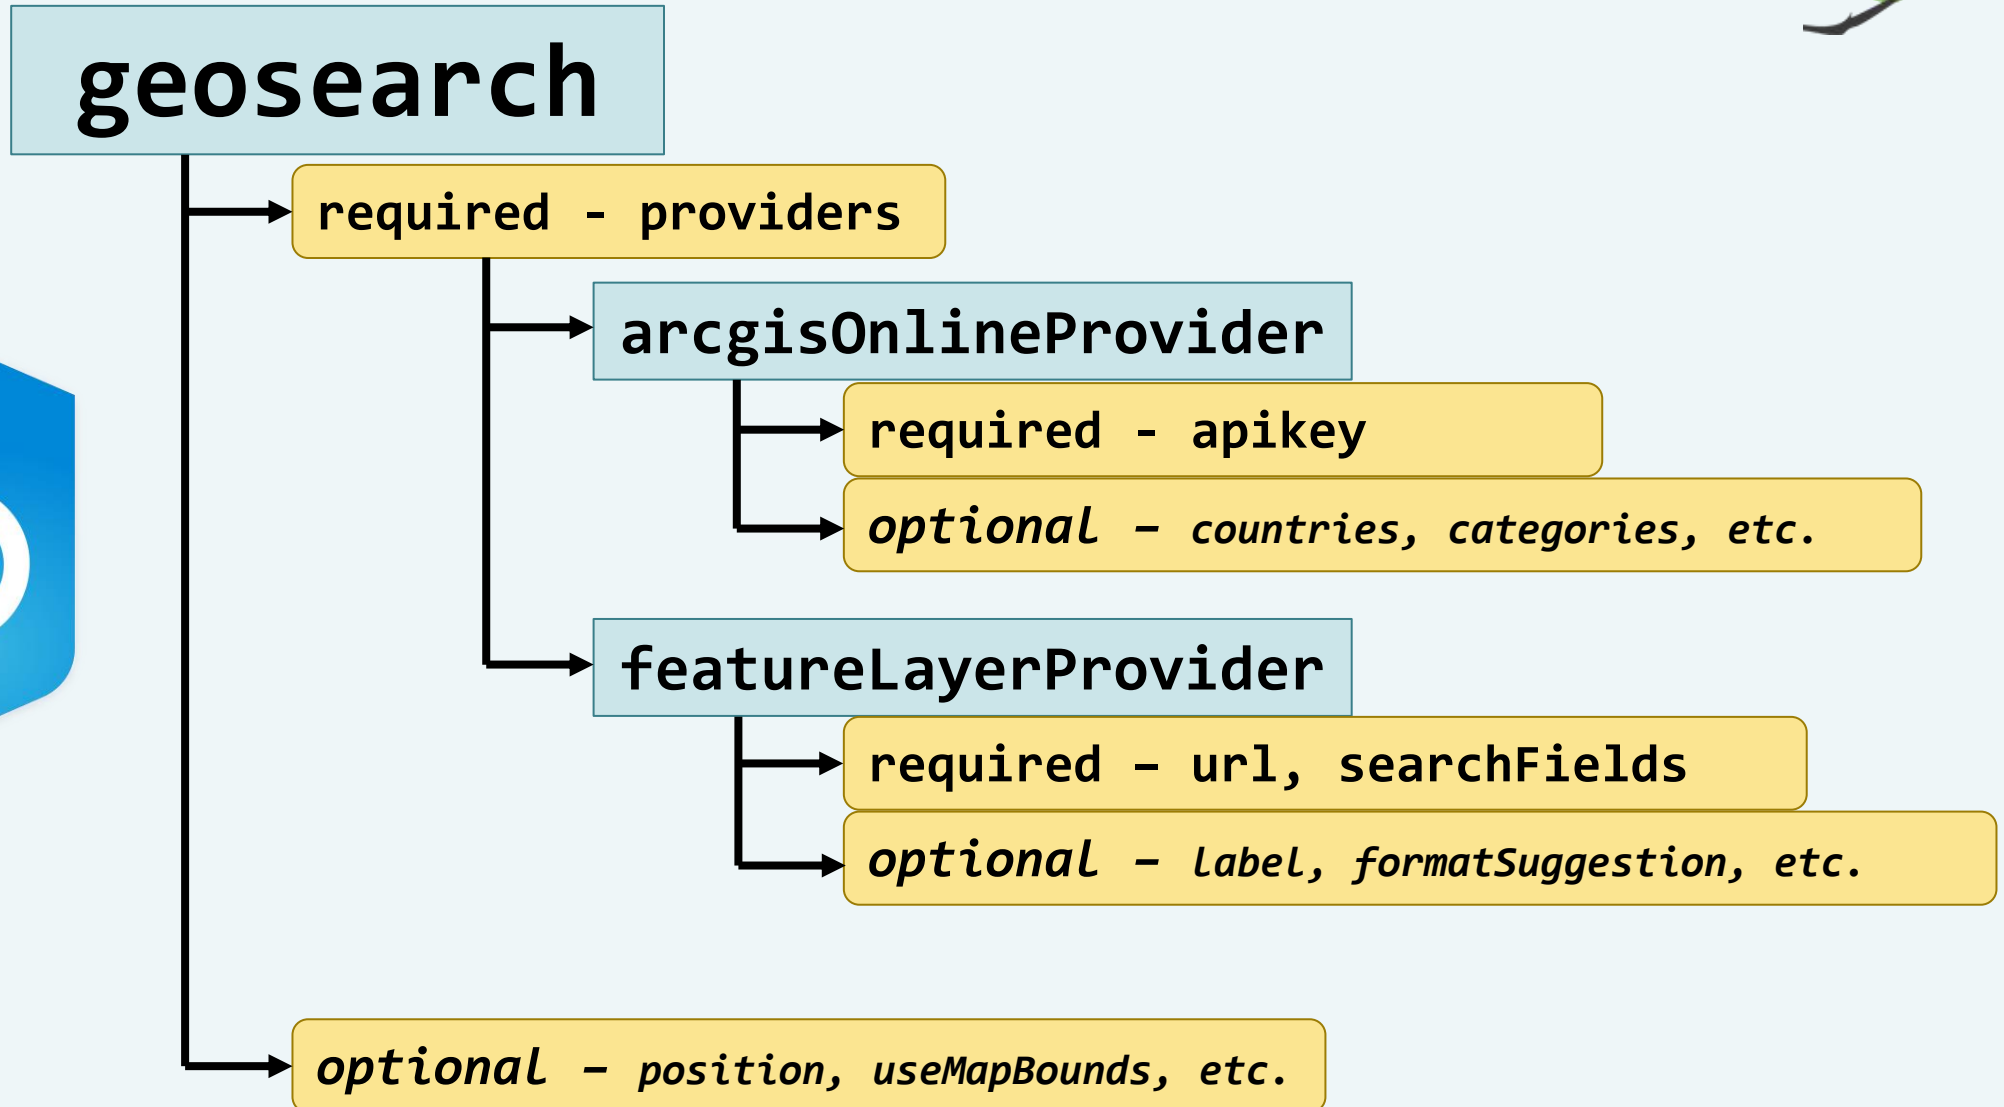 geosearch
required - providers
arcgisOnlineProvider
required - apikey
optional – countries, categories, etc.
featureLayerProvider
required – url, searchFields
optional – label, formatSuggestion, etc.
optional – position, useMapBounds, etc.